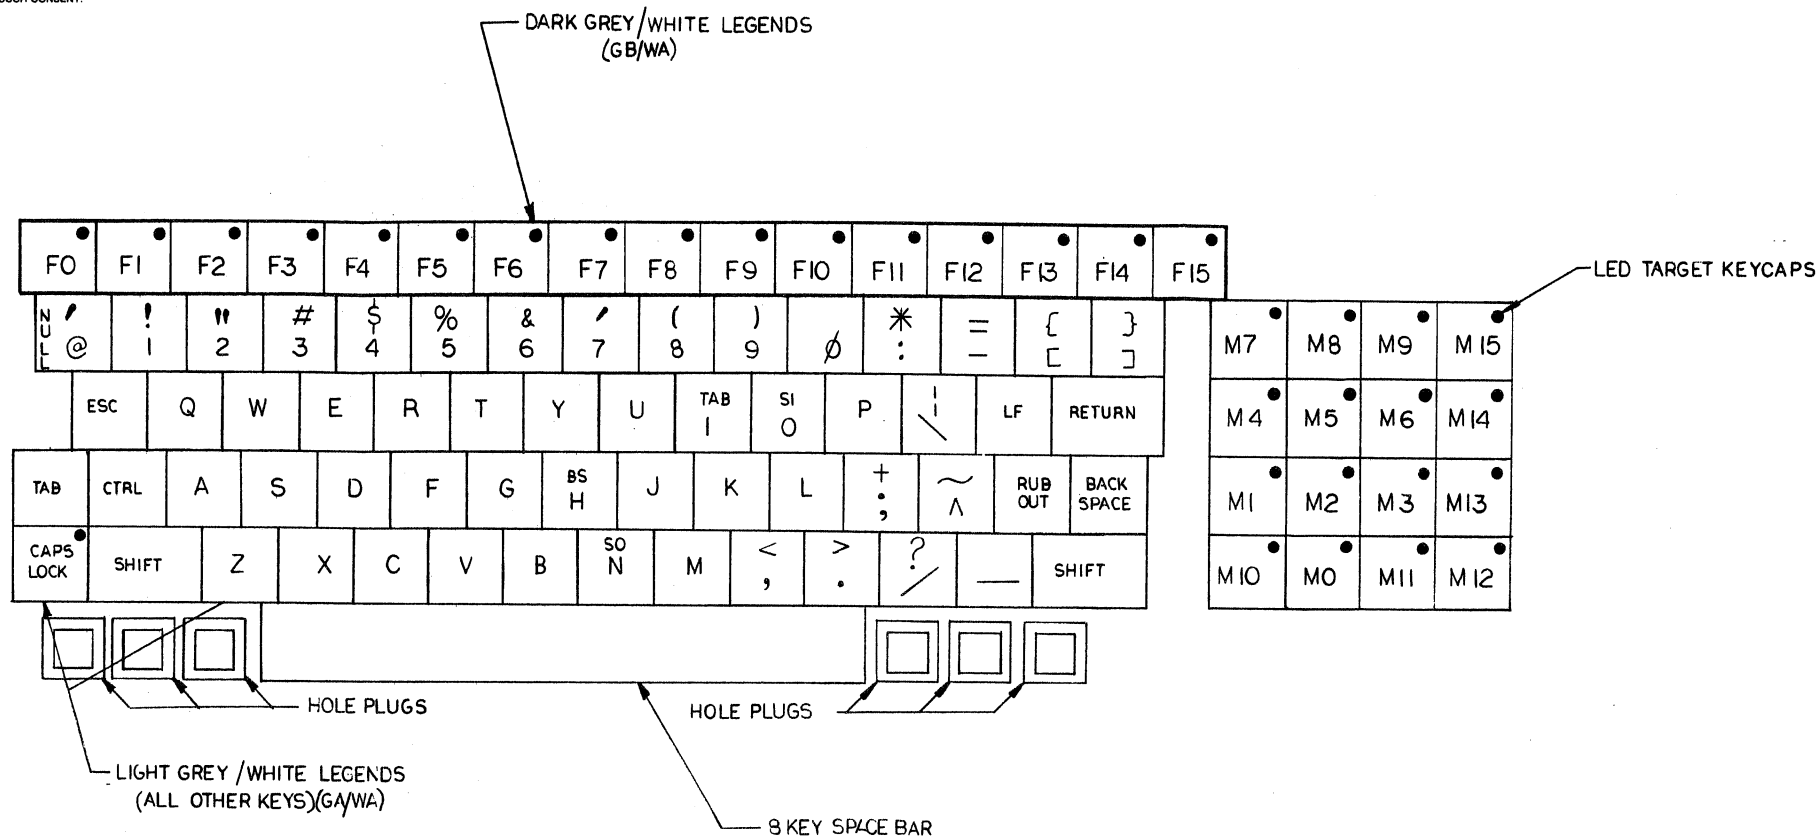 SUCH CONSENT.
DARK GREY/WHITE LEGENDS
(GB/WA)
F0 F1 F2 F3 F4 F5 F6 F7 F8 F9 F10 F11 F12 F13 F14 F15
LED TARGET KEYCAPS
NULL ' ! " # $ % & ' ( ) * = { }
@ 1 2 3 4 5 6 7 8 9 Ø : – [ ]
M7 M8 M9 M15
ESC Q W E R T Y U TAB I SI O P ¦ \ LF RETURN
M4 M5 M6 M14
TAB CTRL A S D F G BS H J K L + ; ~ ^ RUB OUT BACK SPACE
M1 M2 M3 M13
CAPS LOCK SHIFT Z X C V B SO N M < , > . ? / _ SHIFT
M10 M0 M11 M12
HOLE PLUGS
HOLE PLUGS
LIGHT GREY/WHITE LEGENDS
(ALL OTHER KEYS)(GA/WA)
8 KEY SPACE BAR